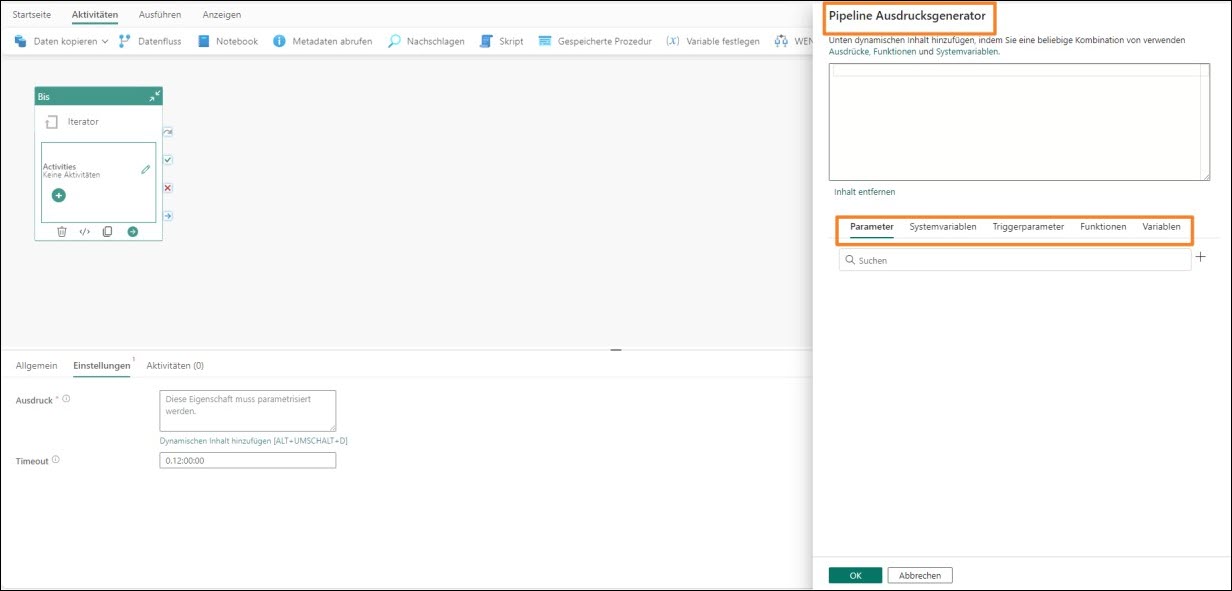 Startseite Aktivitäten Ausführen Anzeigen
Daten kopieren Datenfluss Notebook Metadaten abrufen Nachschlagen Skript Gespeicherte Prozedur (X) Variable festlegen
Bis
Iterator
Activities
Keine Aktivitäten
Allgemein Einstellungen 1 Aktivitäten (0)
Ausdruck *
Diese Eigenschaft muss parametrisiert
werden.
Dynamischen Inhalt hinzufügen [ALT+UMSCHALT+D]
Timeout
0.12:00:00
Pipeline Ausdrucksgenerator
Unten dynamischen Inhalt hinzufügen, indem Sie eine beliebige Kombination von verwenden
Ausdrücke, Funktionen und Systemvariablen.
Inhalt entfernen
Parameter Systemvariablen Triggerparameter Funktionen Variablen
Suchen
OK Abbrechen